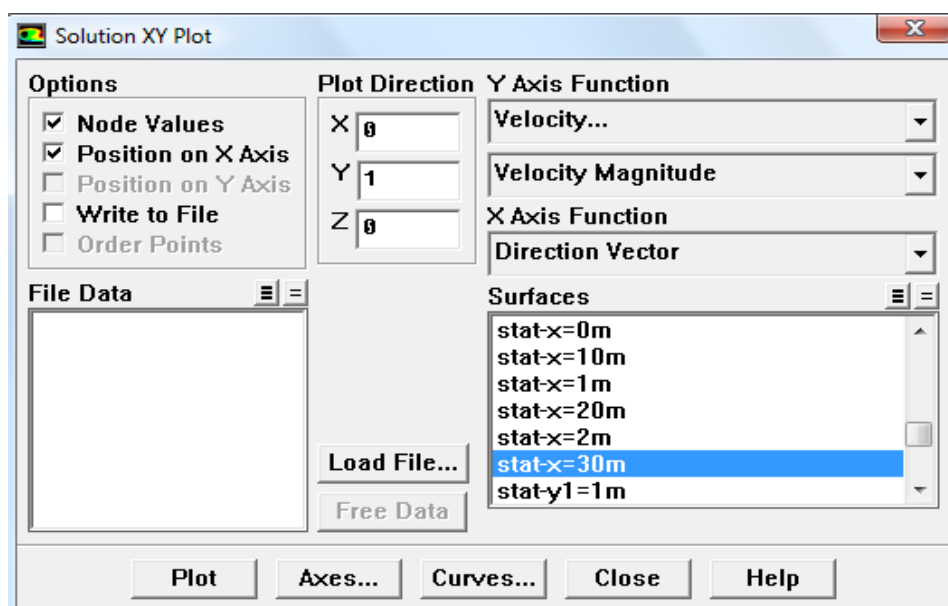 Solution XY Plot
Options
Node Values
Position on X Axis
Position on Y Axis
Write to File
Order Points
Plot Direction
X 0
Y 1
Z 0
Y Axis Function
Velocity...
Velocity Magnitude
X Axis Function
Direction Vector
File Data
Surfaces
stat-x=0m
stat-x=10m
stat-x=1m
stat-x=20m
stat-x=2m
stat-x=30m
stat-y1=1m
Load File...
Free Data
Plot
Axes...
Curves...
Close
Help